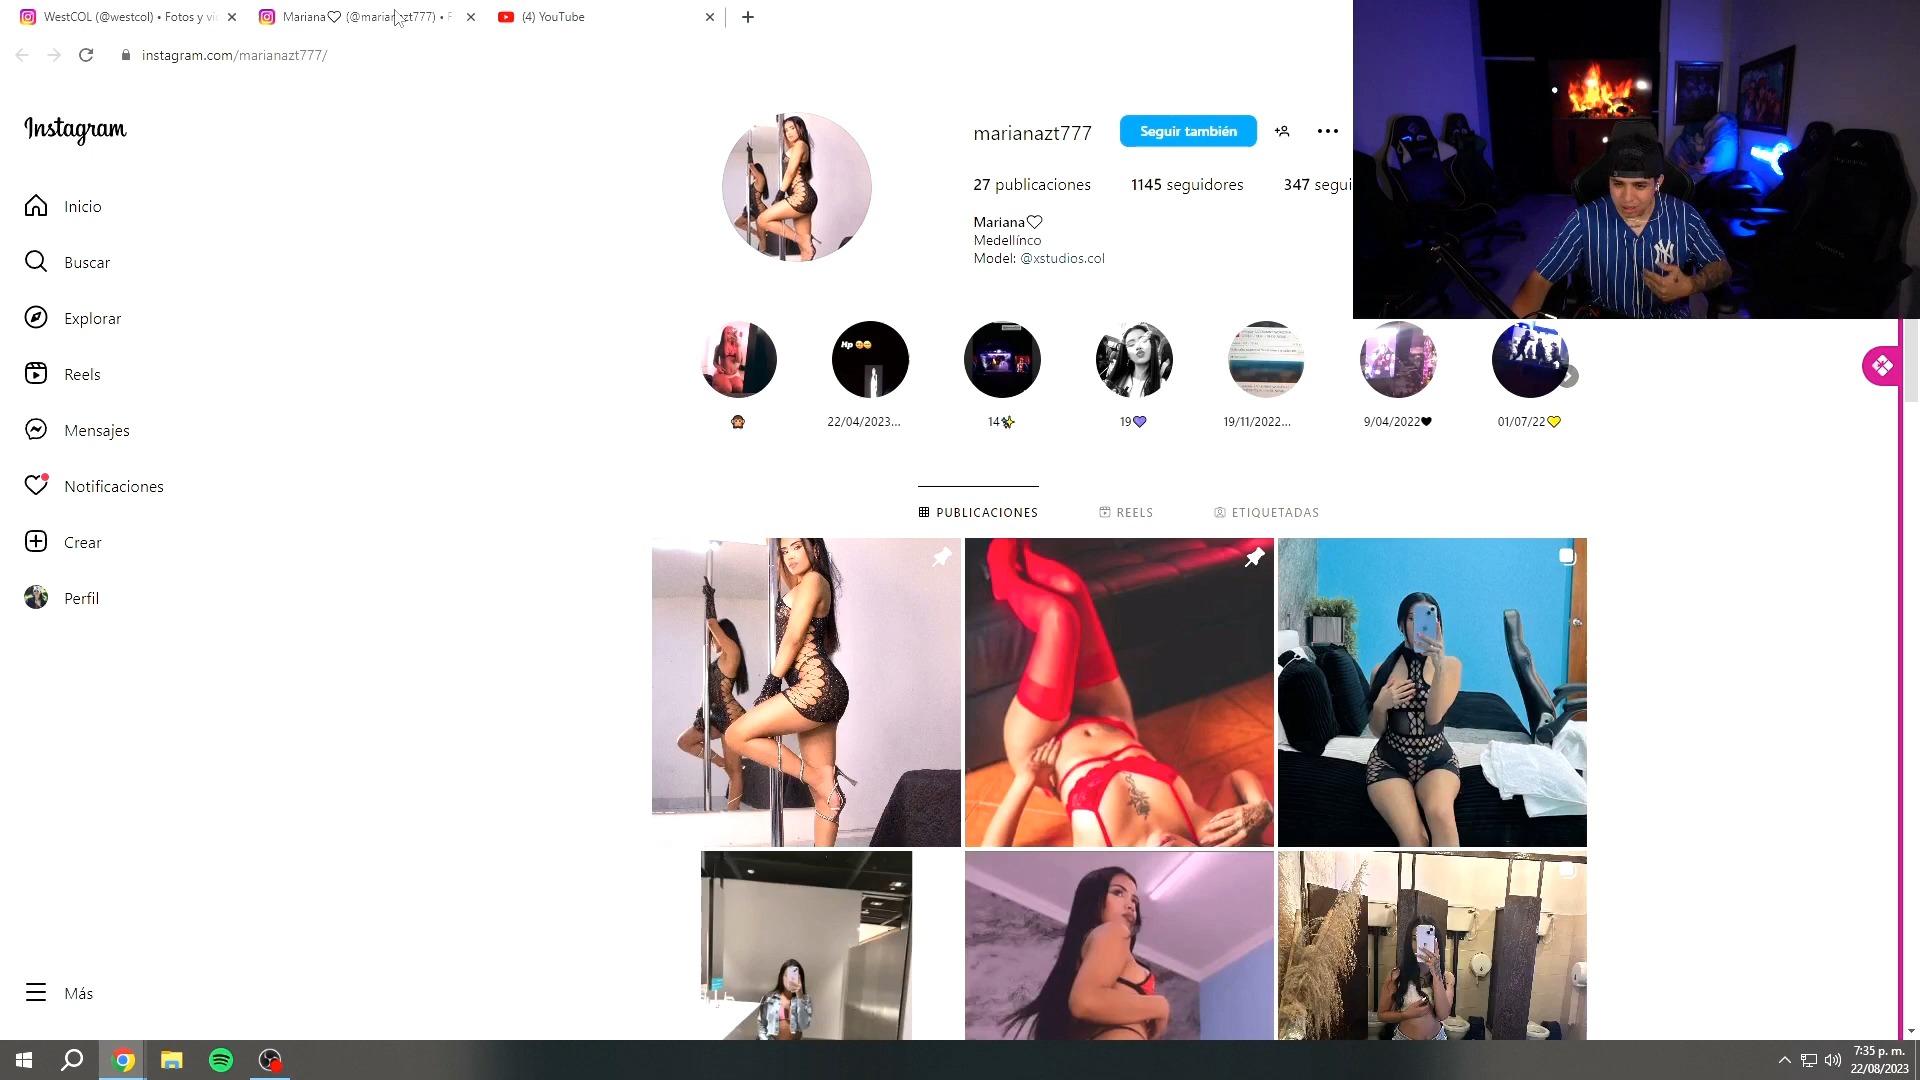 WestCOL (@westcol) • Fotos y vi
Mariana♡ (@marianazt777) • F
(4) YouTube
instagram.com/marianazt777/
Instagram
Inicio
Buscar
Explorar
Reels
Mensajes
Notificaciones
Crear
Perfil
Más
marianazt777
Seguir también
27 publicaciones
1145 seguidores
347 segui
Mariana♡
Medellínco
Model: @xstudios.col
Hp 😊😊
🙊
22/04/2023...
14✨
19💜
19/11/2022...
9/04/2022🖤
01/07/22💛
PUBLICACIONES
REELS
ETIQUETADAS
7:35 p. m.
22/08/2023